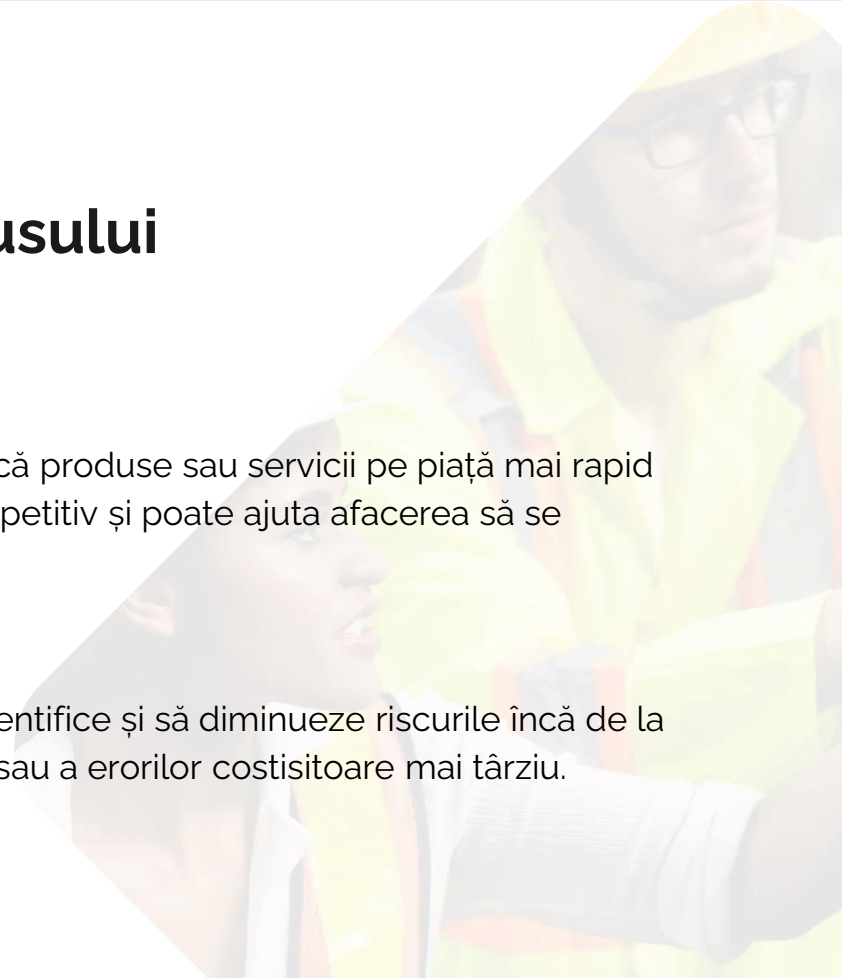 usului
că produse sau servicii pe piață mai rapid
petitiv și poate ajuta afacerea să se
entifice și să diminueze riscurile încă de la
sau a erorilor costisitoare mai târziu.